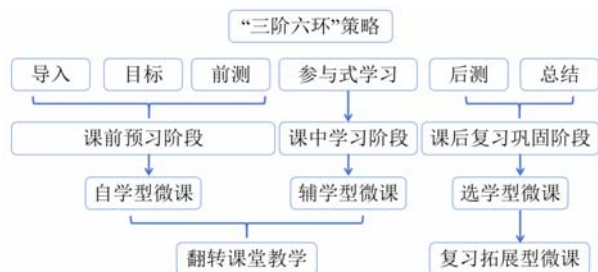 “三阶六环”策略
导入 目标 前测 参与式学习 后测 总结
课前预习阶段 课中学习阶段 课后复习巩固阶段
自学型微课 辅学型微课 选学型微课
翻转课堂教学 复习拓展型微课